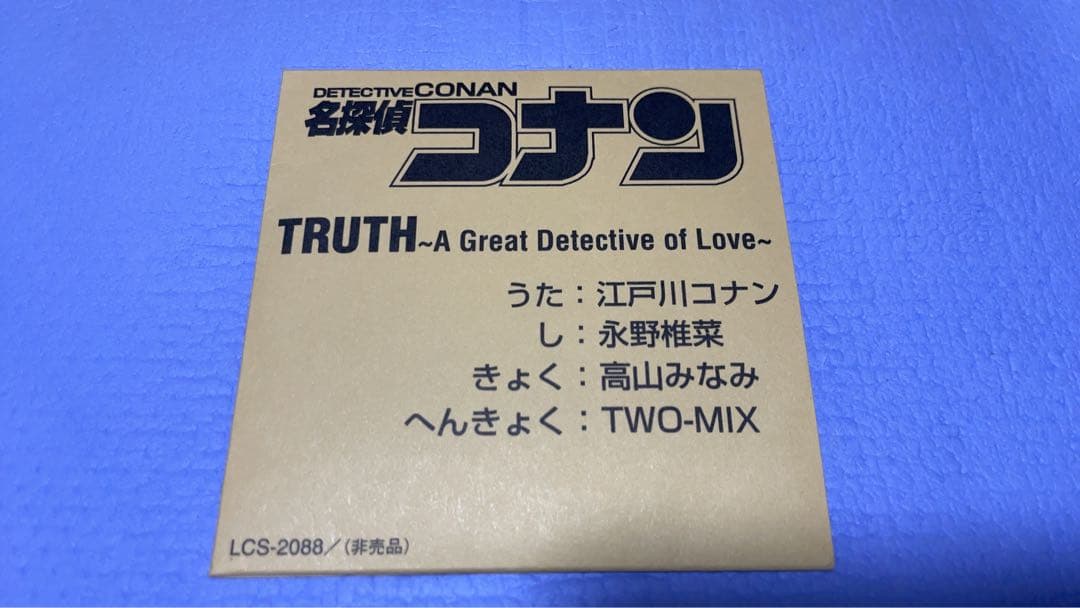 DETECTIVE CONAN
名探偵コナン
TRUTH~A Great Detective of Love~
うた：江戸川コナン
し：永野椎菜
きょく：高山みなみ
へんきょく：TWO-MIX
LCS-2088／(非売品)